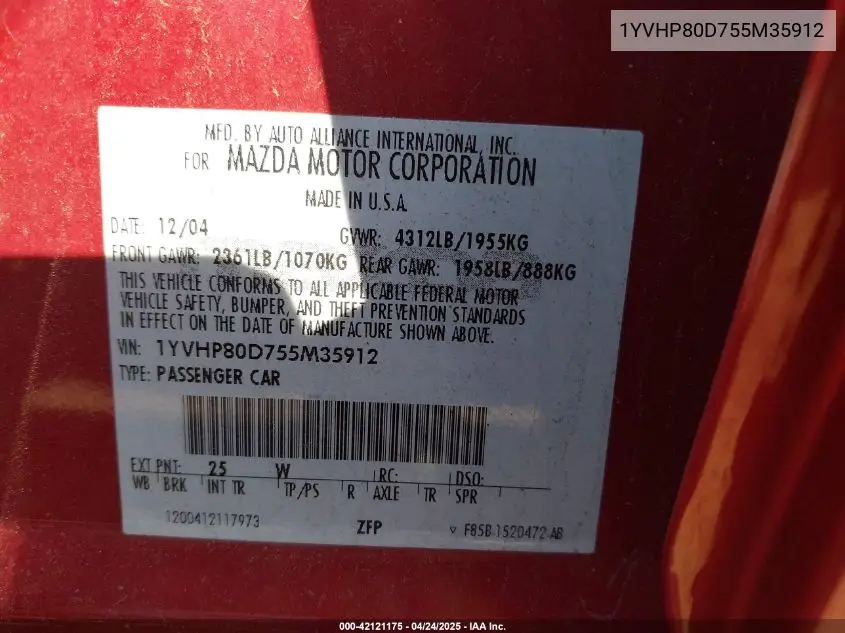 1YVHP80D755M35912
MFD. BY AUTO ALLIANCE INTERNATIONAL, INC.
FOR MAZDA MOTOR CORPORATION
MADE IN U.S.A.
DATE: 12/04 GVWR: 4312LB/1955KG
FRONT GAWR: 2361LB/1070KG REAR GAWR: 1958LB/888KG
THIS VEHICLE CONFORMS TO ALL APPLICABLE FEDERAL MOTOR
VEHICLE SAFETY, BUMPER, AND THEFT PREVENTION STANDARDS
IN EFFECT ON THE DATE OF MANUFACTURE SHOWN ABOVE.
VIN: 1YVHP80D755M35912
TYPE: PASSENGER CAR
EXT PNT: 25 W RC: DSO:
WB BRK INT TR TP/PS R AXLE TR SPR
1200412117973 ZFP F85B 1520472 AB
000-42121175 - 04/24/2025 - IAA Inc.